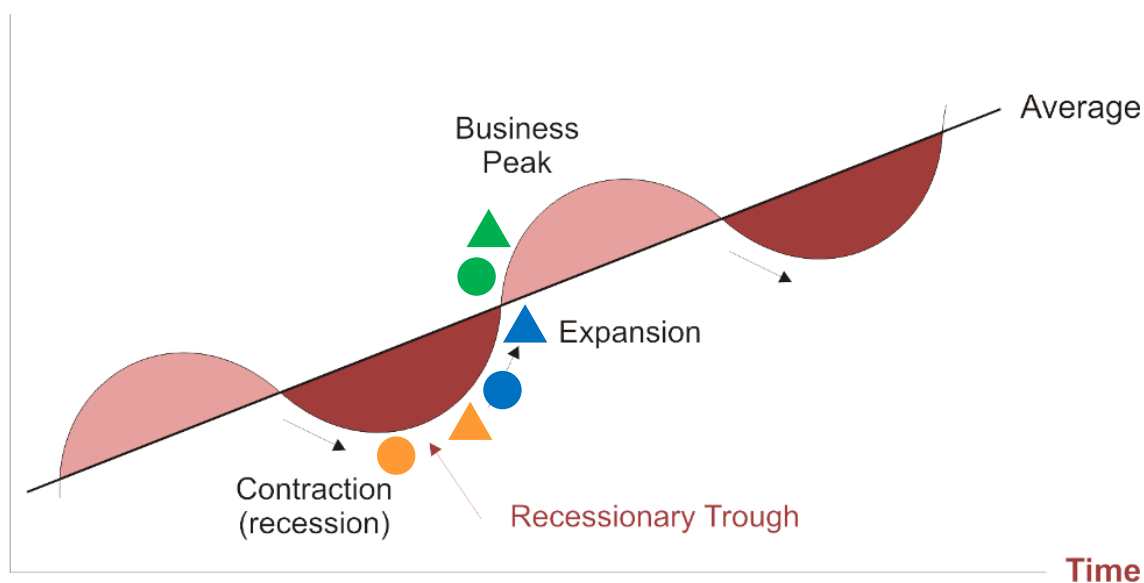 Business
Peak
Average
Expansion
Contraction
(recession)
Recessionary Trough
Time